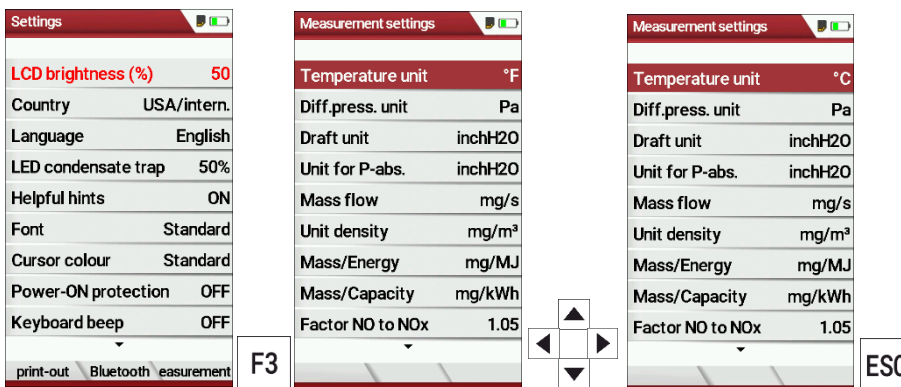 Settings
LCD brightness (%) 50
Country USA/intern.
Language English
LED condensate trap 50%
Helpful hints ON
Font Standard
Cursor colour Standard
Power-ON protection OFF
Keyboard beep OFF
print-out Bluetooth easurement
F3
Measurement settings
Temperature unit °F
Diff.press. unit Pa
Draft unit inchH2O
Unit for P-abs. inchH2O
Mass flow mg/s
Unit density mg/m³
Mass/Energy mg/MJ
Mass/Capacity mg/kWh
Factor NO to NOx 1.05
Measurement settings
Temperature unit °C
Diff.press. unit Pa
Draft unit inchH2O
Unit for P-abs. inchH2O
Mass flow mg/s
Unit density mg/m³
Mass/Energy mg/MJ
Mass/Capacity mg/kWh
Factor NO to NOx 1.05
ESC